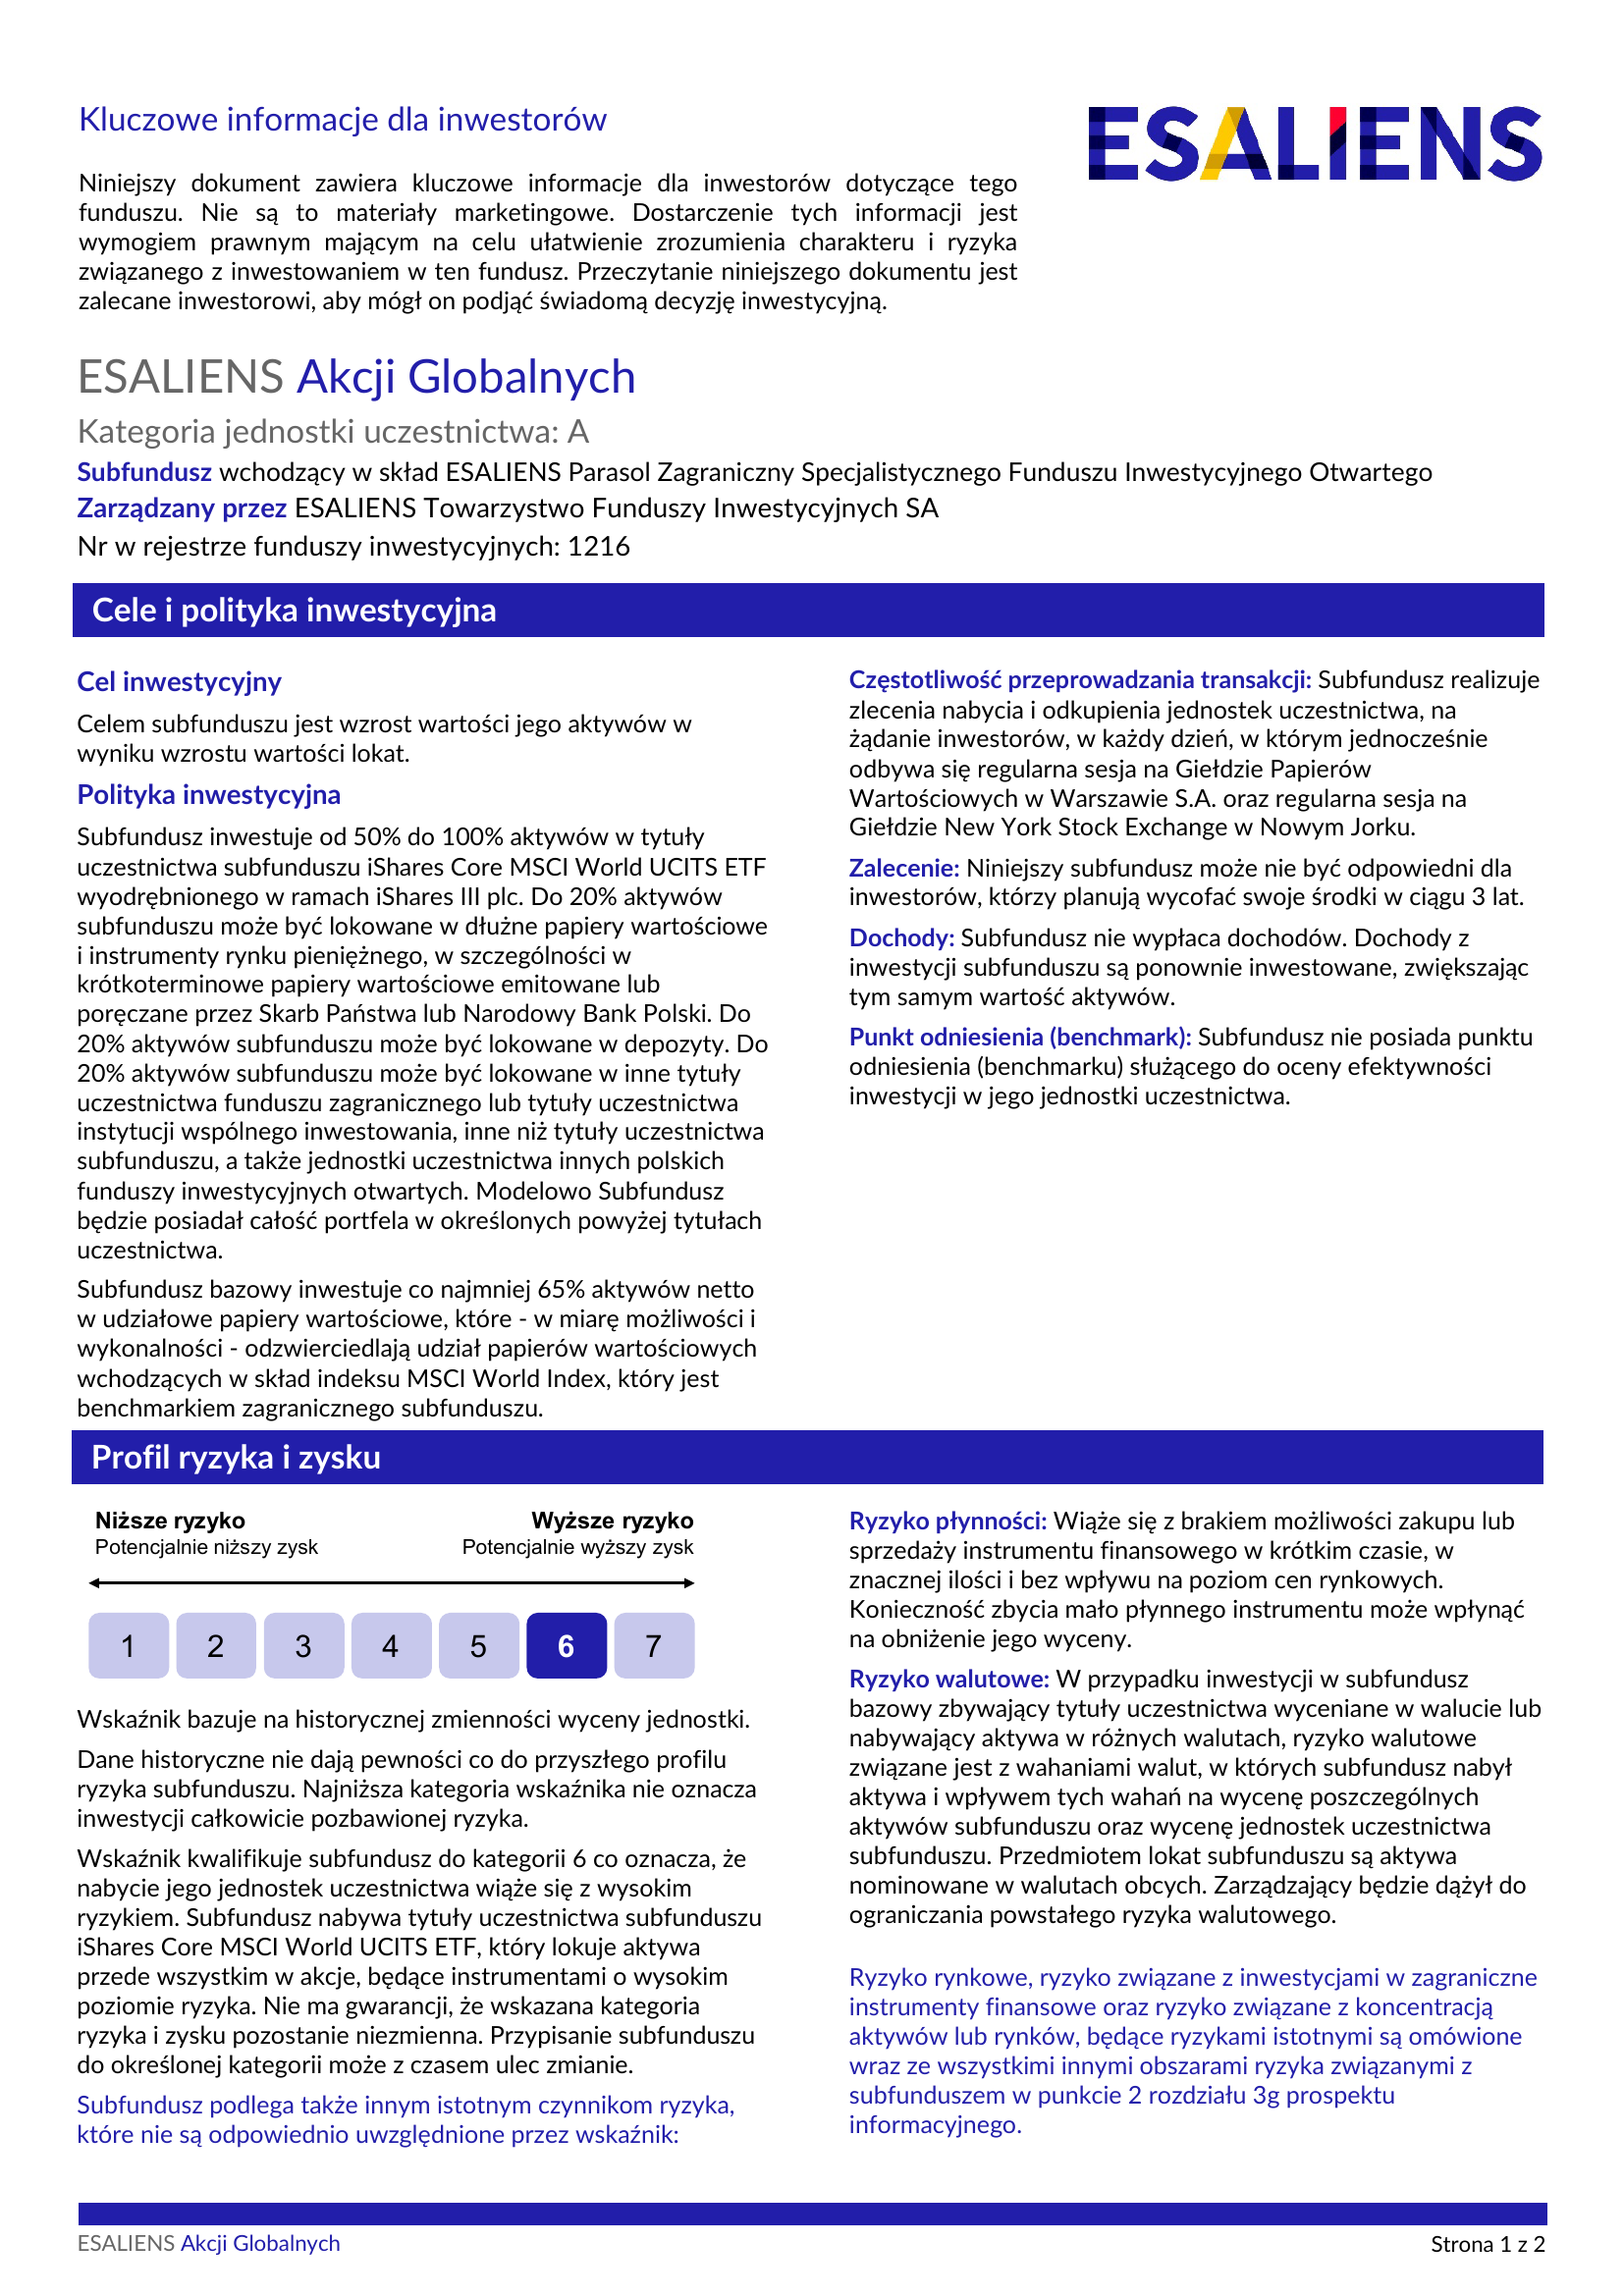 Kluczowe informacje dla inwestorów
ESALIENS
Niniejszy dokument zawiera kluczowe informacje dla inwestorów dotyczące tego
funduszu. Nie są to materiały marketingowe. Dostarczenie tych informacji jest
wymogiem prawnym mającym na celu ułatwienie zrozumienia charakteru i ryzyka
związanego z inwestowaniem w ten fundusz. Przeczytanie niniejszego dokumentu jest
zalecane inwestorowi, aby mógł on podjąć świadomą decyzję inwestycyjną.
ESALIENS Akcji Globalnych
Kategoria jednostki uczestnictwa: A
Subfundusz wchodzący w skład ESALIENS Parasol Zagraniczny Specjalistycznego Funduszu Inwestycyjnego Otwartego
Zarządzany przez ESALIENS Towarzystwo Funduszy Inwestycyjnych SA
Nr w rejestrze funduszy inwestycyjnych: 1216
Cele i polityka inwestycyjna
Cel inwestycyjny
Celem subfunduszu jest wzrost wartości jego aktywów w
wyniku wzrostu wartości lokat.
Polityka inwestycyjna
Subfundusz inwestuje od 50% do 100% aktywów w tytuły
uczestnictwa subfunduszu iShares Core MSCI World UCITS ETF
wyodrębnionego w ramach iShares III plc. Do 20% aktywów
subfunduszu może być lokowane w dłużne papiery wartościowe
i instrumenty rynku pieniężnego, w szczególności w
krótkoterminowe papiery wartościowe emitowane lub
poręczane przez Skarb Państwa lub Narodowy Bank Polski. Do
20% aktywów subfunduszu może być lokowane w depozyty. Do
20% aktywów subfunduszu może być lokowane w inne tytuły
uczestnictwa funduszu zagranicznego lub tytuły uczestnictwa
instytucji wspólnego inwestowania, inne niż tytuły uczestnictwa
subfunduszu, a także jednostki uczestnictwa innych polskich
funduszy inwestycyjnych otwartych. Modelowo Subfundusz
będzie posiadał całość portfela w określonych powyżej tytułach
uczestnictwa.
Subfundusz bazowy inwestuje co najmniej 65% aktywów netto
w udziałowe papiery wartościowe, które - w miarę możliwości i
wykonalności - odzwierciedlają udział papierów wartościowych
wchodzących w skład indeksu MSCI World Index, który jest
benchmarkiem zagranicznego subfunduszu.
Częstotliwość przeprowadzania transakcji: Subfundusz realizuje
zlecenia nabycia i odkupienia jednostek uczestnictwa, na
żądanie inwestorów, w każdy dzień, w którym jednocześnie
odbywa się regularna sesja na Giełdzie Papierów
Wartościowych w Warszawie S.A. oraz regularna sesja na
Giełdzie New York Stock Exchange w Nowym Jorku.
Zalecenie: Niniejszy subfundusz może nie być odpowiedni dla
inwestorów, którzy planują wycofać swoje środki w ciągu 3 lat.
Dochody: Subfundusz nie wypłaca dochodów. Dochody z
inwestycji subfunduszu są ponownie inwestowane, zwiększając
tym samym wartość aktywów.
Punkt odniesienia (benchmark): Subfundusz nie posiada punktu
odniesienia (benchmarku) służącego do oceny efektywności
inwestycji w jego jednostki uczestnictwa.
Profil ryzyka i zysku
Niższe ryzyko Wyższe ryzyko
Potencjalnie niższy zysk Potencjalnie wyższy zysk
1 2 3 4 5 6 7
Wskaźnik bazuje na historycznej zmienności wyceny jednostki.
Dane historyczne nie dają pewności co do przyszłego profilu
ryzyka subfunduszu. Najniższa kategoria wskaźnika nie oznacza
inwestycji całkowicie pozbawionej ryzyka.
Wskaźnik kwalifikuje subfundusz do kategorii 6 co oznacza, że
nabycie jego jednostek uczestnictwa wiąże się z wysokim
ryzykiem. Subfundusz nabywa tytuły uczestnictwa subfunduszu
iShares Core MSCI World UCITS ETF, który lokuje aktywa
przede wszystkim w akcje, będące instrumentami o wysokim
poziomie ryzyka. Nie ma gwarancji, że wskazana kategoria
ryzyka i zysku pozostanie niezmienna. Przypisanie subfunduszu
do określonej kategorii może z czasem ulec zmianie.
Subfundusz podlega także innym istotnym czynnikom ryzyka,
które nie są odpowiednio uwzględnione przez wskaźnik:
Ryzyko płynności: Wiąże się z brakiem możliwości zakupu lub
sprzedaży instrumentu finansowego w krótkim czasie, w
znacznej ilości i bez wpływu na poziom cen rynkowych.
Konieczność zbycia mało płynnego instrumentu może wpłynąć
na obniżenie jego wyceny.
Ryzyko walutowe: W przypadku inwestycji w subfundusz
bazowy zbywający tytuły uczestnictwa wyceniane w walucie lub
nabywający aktywa w różnych walutach, ryzyko walutowe
związane jest z wahaniami walut, w których subfundusz nabył
aktywa i wpływem tych wahań na wycenę poszczególnych
aktywów subfunduszu oraz wycenę jednostek uczestnictwa
subfunduszu. Przedmiotem lokat subfunduszu są aktywa
nominowane w walutach obcych. Zarządzający będzie dążył do
ograniczania powstałego ryzyka walutowego.
Ryzyko rynkowe, ryzyko związane z inwestycjami w zagraniczne
instrumenty finansowe oraz ryzyko związane z koncentracją
aktywów lub rynków, będące ryzykami istotnymi są omówione
wraz ze wszystkimi innymi obszarami ryzyka związanymi z
subfunduszem w punkcie 2 rozdziału 3g prospektu
informacyjnego.
ESALIENS Akcji Globalnych
Strona 1 z 2